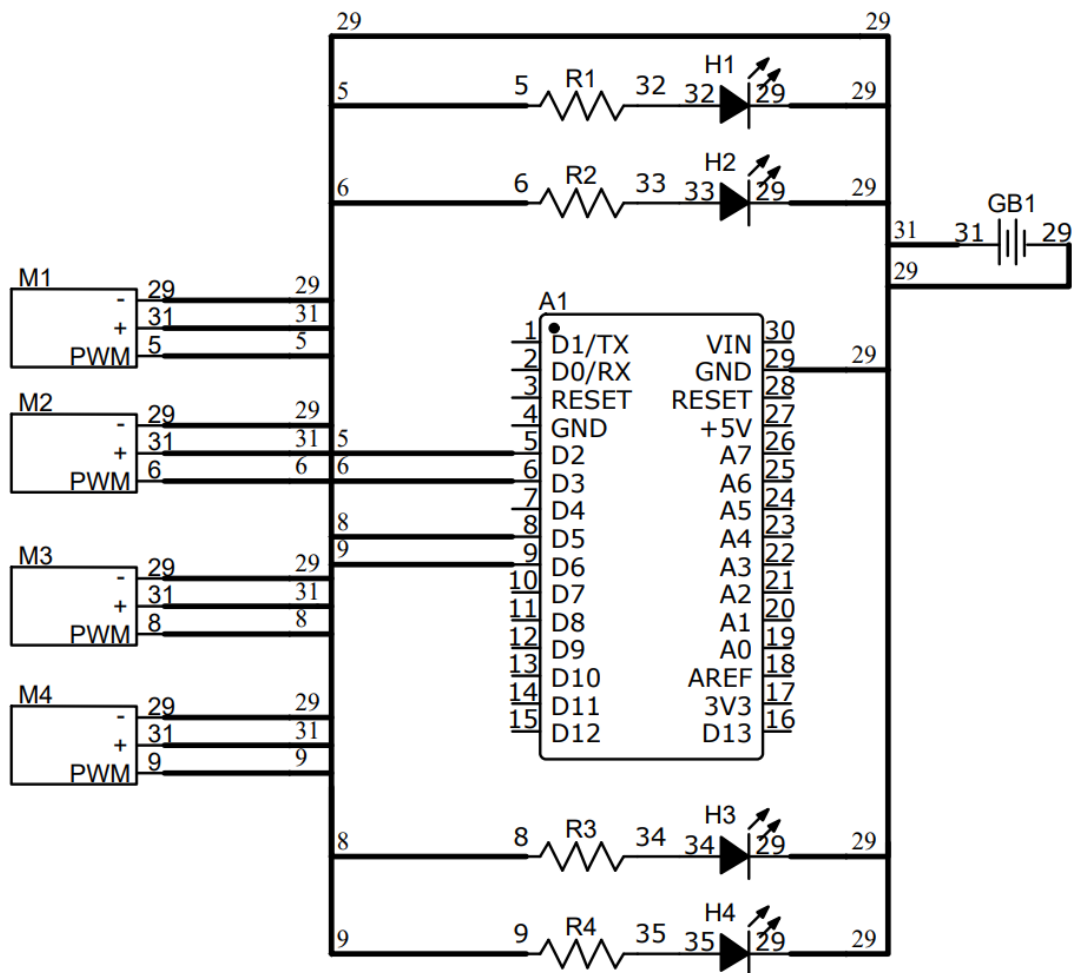 29 29
5 5 R1 32 H1 32 29 29
6 6 R2 33 H2 33 29 29
31 31 GB1 29
29
M1
- 29 29
+ 31 31
PWM 5 5
M2
- 29 29
+ 31 31 5
PWM 6 6 6
8
9
M3
- 29 29
+ 31 31
PWM 8 8
M4
- 29 29
+ 31 31
PWM 9 9
A1
1 D1/TX VIN 30
2 D0/RX GND 29 29
3 RESET RESET 28
4 GND +5V 27
5 D2 A7 26
6 D3 A6 25
7 D4 A5 24
8 D5 A4 23
9 D6 A3 22
10 D7 A2 21
11 D8 A1 20
12 D9 A0 19
13 D10 AREF 18
14 D11 3V3 17
15 D12 D13 16
8 8 R3 34 H3 34 29 29
9 9 R4 35 H4 35 29 29